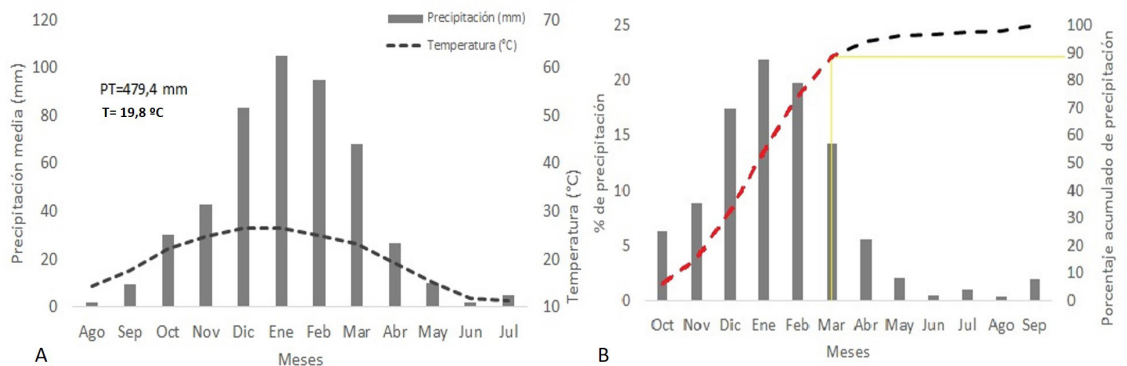 Precipitación media (mm)
120
100
80
60
40
20
0
Precipitación (mm)
Temperatura (ºC)
PT=479,4 mm
T= 19,8 ºC
70
60
50
40
30
20
10
Temperatura (°C)
Ago Sep Oct Nov Dic Ene Feb Mar Abr May Jun Jul
Meses
A
% de precipitación
25
20
15
10
5
0
100
90
80
70
60
50
40
30
20
10
0
Porcentaje acumulado de precipitación
Oct Nov Dic Ene Feb Mar Abr May Jun Jul Ago Sep
Meses
B